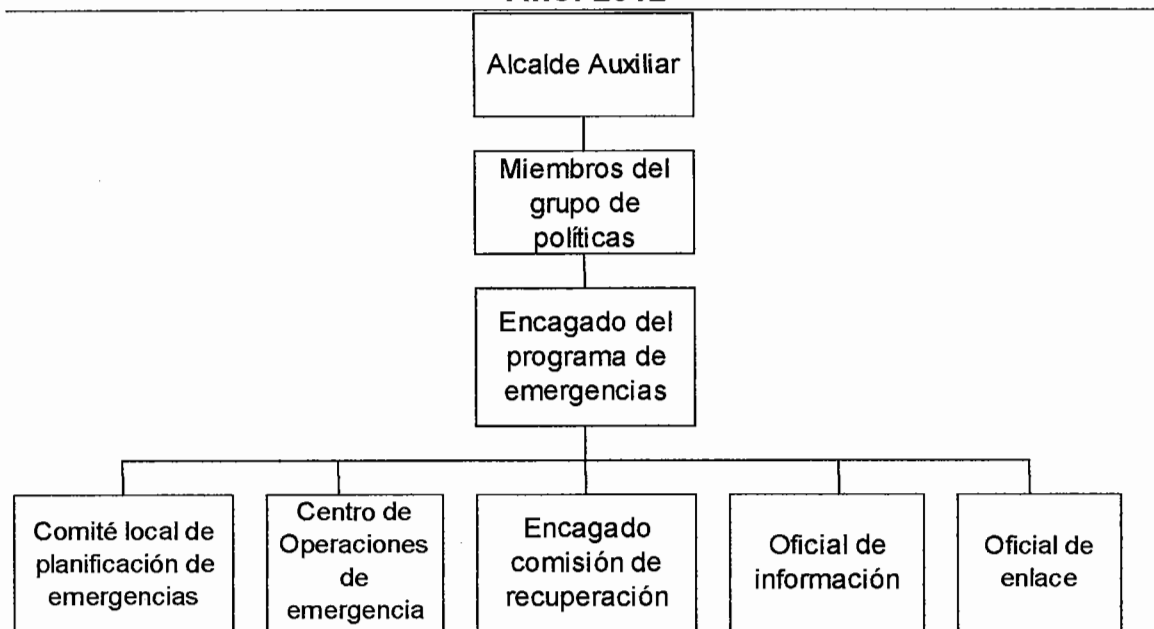 Alcalde Auxiliar
Miembros del
grupo de
políticas
Encagado del
programa de
emergencias
Comité local de
planificación de
emergencias
Centro de
Operaciones
de
emergencia
Encagado
comisión de
recuperación
Oficial de
información
Oficial de
enlace